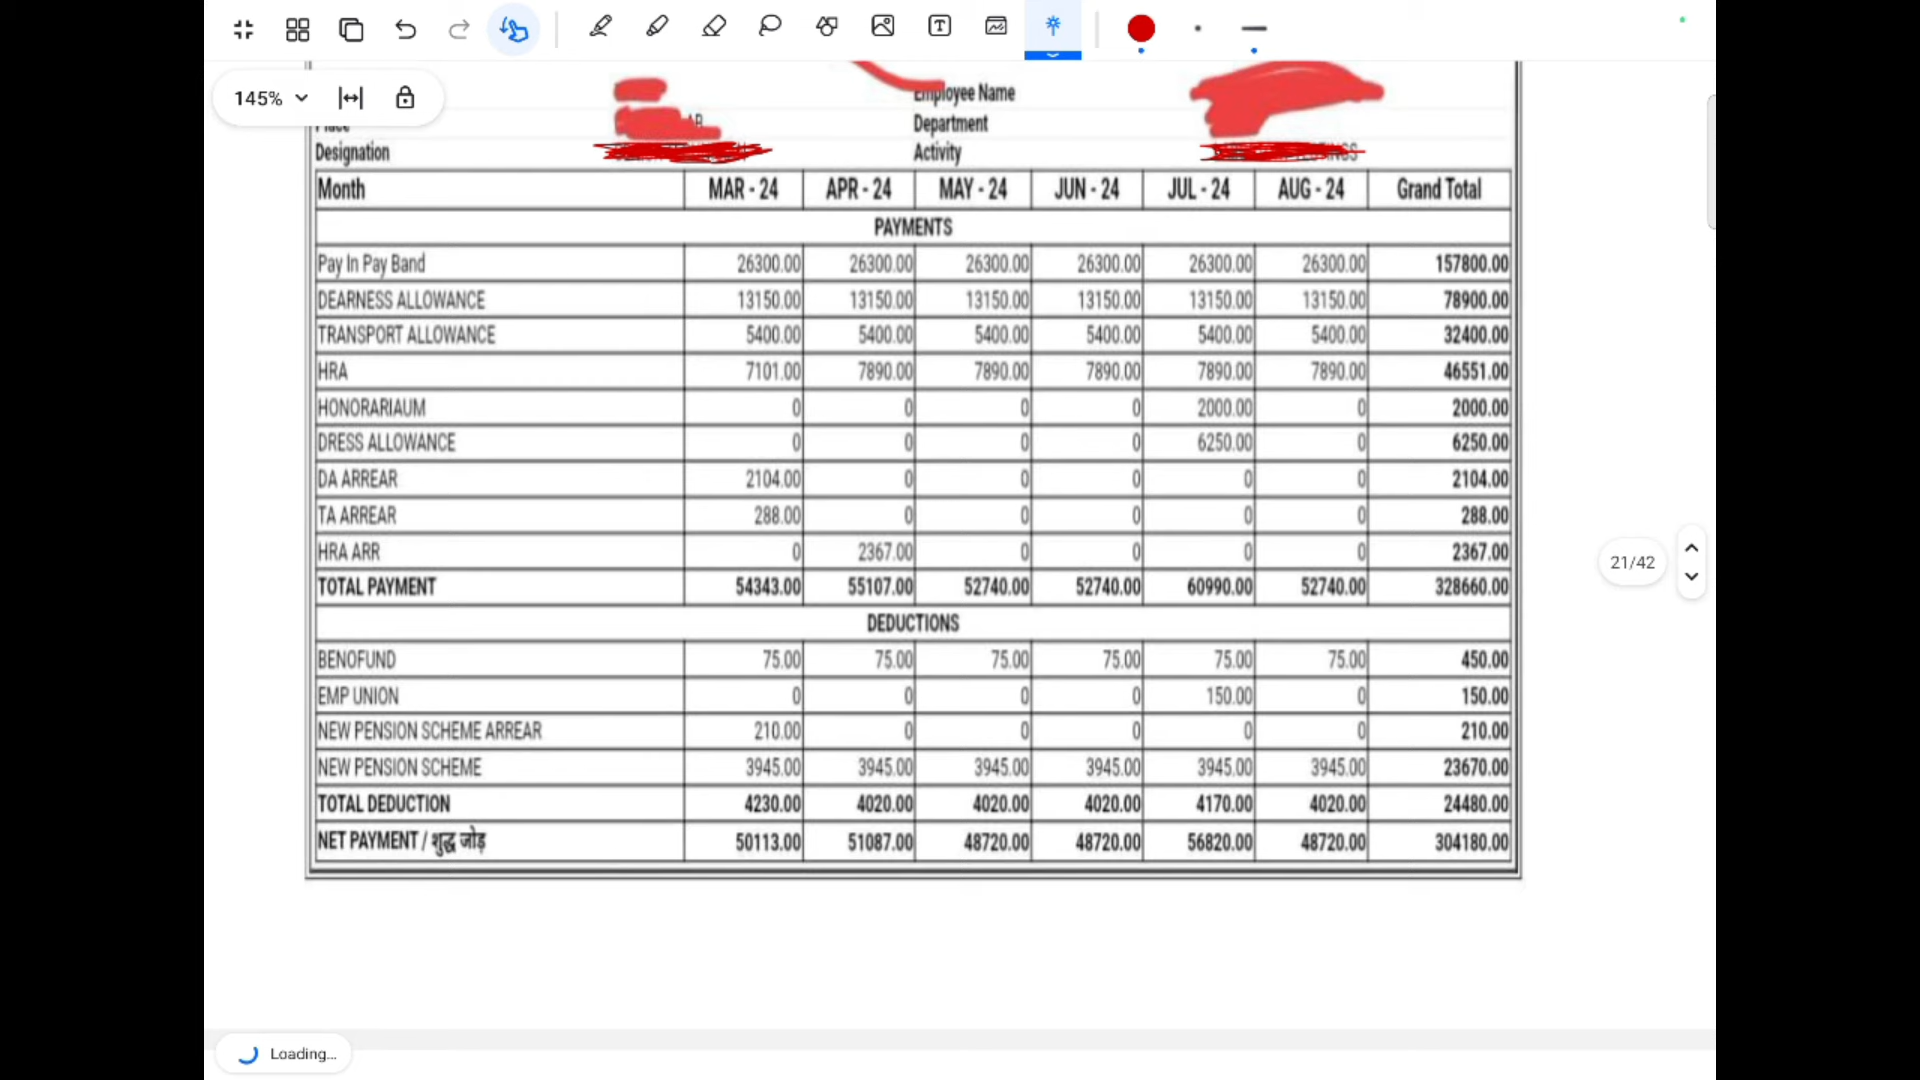 145%
Employee Name
Department
Designation Activity
Month MAR - 24 APR - 24 MAY - 24 JUN - 24 JUL - 24 AUG - 24 Grand Total
PAYMENTS
Pay In Pay Band 26300.00 26300.00 26300.00 26300.00 26300.00 26300.00 157800.00
DEARNESS ALLOWANCE 13150.00 13150.00 13150.00 13150.00 13150.00 13150.00 78900.00
TRANSPORT ALLOWANCE 5400.00 5400.00 5400.00 5400.00 5400.00 5400.00 32400.00
HRA 7101.00 7890.00 7890.00 7890.00 7890.00 7890.00 46551.00
HONORARIAUM 0 0 0 0 2000.00 0 2000.00
DRESS ALLOWANCE 0 0 0 0 6250.00 0 6250.00
DA ARREAR 2104.00 0 0 0 0 0 2104.00
TA ARREAR 288.00 0 0 0 0 0 288.00
HRA ARR 0 2367.00 0 0 0 0 2367.00
21/42
TOTAL PAYMENT 54343.00 55107.00 52740.00 52740.00 60990.00 52740.00 328660.00
DEDUCTIONS
BENOFUND 75.00 75.00 75.00 75.00 75.00 75.00 450.00
EMP UNION 0 0 0 0 150.00 0 150.00
NEW PENSION SCHEME ARREAR 210.00 0 0 0 0 0 210.00
NEW PENSION SCHEME 3945.00 3945.00 3945.00 3945.00 3945.00 3945.00 23670.00
TOTAL DEDUCTION 4230.00 4020.00 4020.00 4020.00 4170.00 4020.00 24480.00
NET PAYMENT / शुद्ध जोड़ 50113.00 51087.00 48720.00 48720.00 56820.00 48720.00 304180.00
Loading...